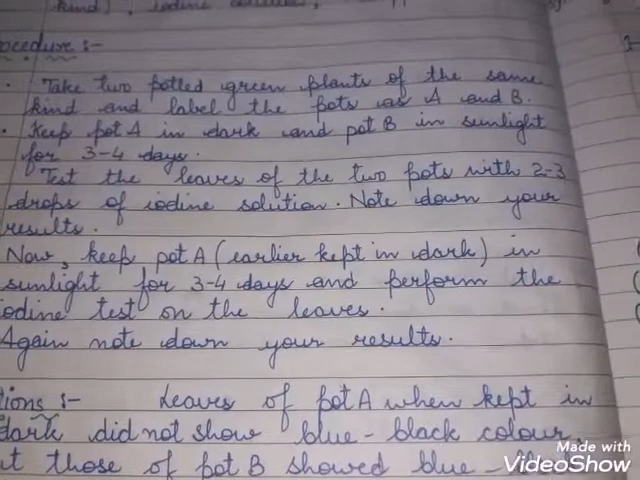 kind), iodine
ocedure :-
. Take two potted green plants of the same
kind and label the pots as A and B.
. Keep pot A in dark and pot B in sunlight
for 3-4 days.
Test the leaves of the two pots with 2-3
drops of iodine solution. Note down your
results.
Now, keep pot A (earlier kept in dark) in
sunlight for 3-4 days and perform the
iodine test on the leaves.
Again note down your results.
tions :- Leaves of pot A when kept in
dark did not show blue-black colour
t those of pot B showed blue-
Made with
VideoShow